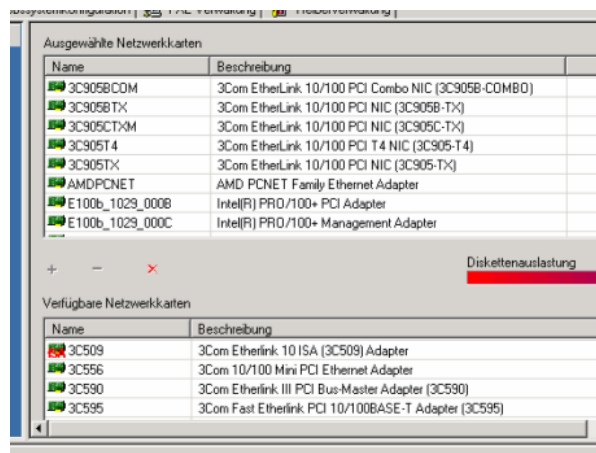 systemkonfiguration
Verwaltung
Treiberverwaltung
Ausgewählte Netzwerkkarten
Name Beschreibung
3C905BCOM 3Com EtherLink 10/100 PCI Combo NIC (3C905B-COMBO)
3C905BTX 3Com EtherLink 10/100 PCI NIC (3C905B-TX)
3C905CTXM 3Com EtherLink 10/100 PCI NIC (3C905C-TX)
3C905T4 3Com EtherLink 10/100 PCI T4 NIC (3C905-T4)
3C905TX 3Com EtherLink 10/100 PCI NIC (3C905-TX)
AMDPCNET AMD PCNET Family Ethernet Adapter
E100b_1029_000B Intel(R) PRO/100+ PCI Adapter
E100b_1029_000C Intel(R) PRO/100+ Management Adapter
Diskettenauslastung
Verfügbare Netzwerkkarten
Name Beschreibung
3C509 3Com Etherlink 10 ISA (3C509) Adapter
3C556 3Com 10/100 Mini PCI Ethernet Adapter
3C590 3Com Etherlink III PCI Bus-Master Adapter (3C590)
3C595 3Com Fast Etherlink PCI 10/100BASE-T Adapter (3C595)